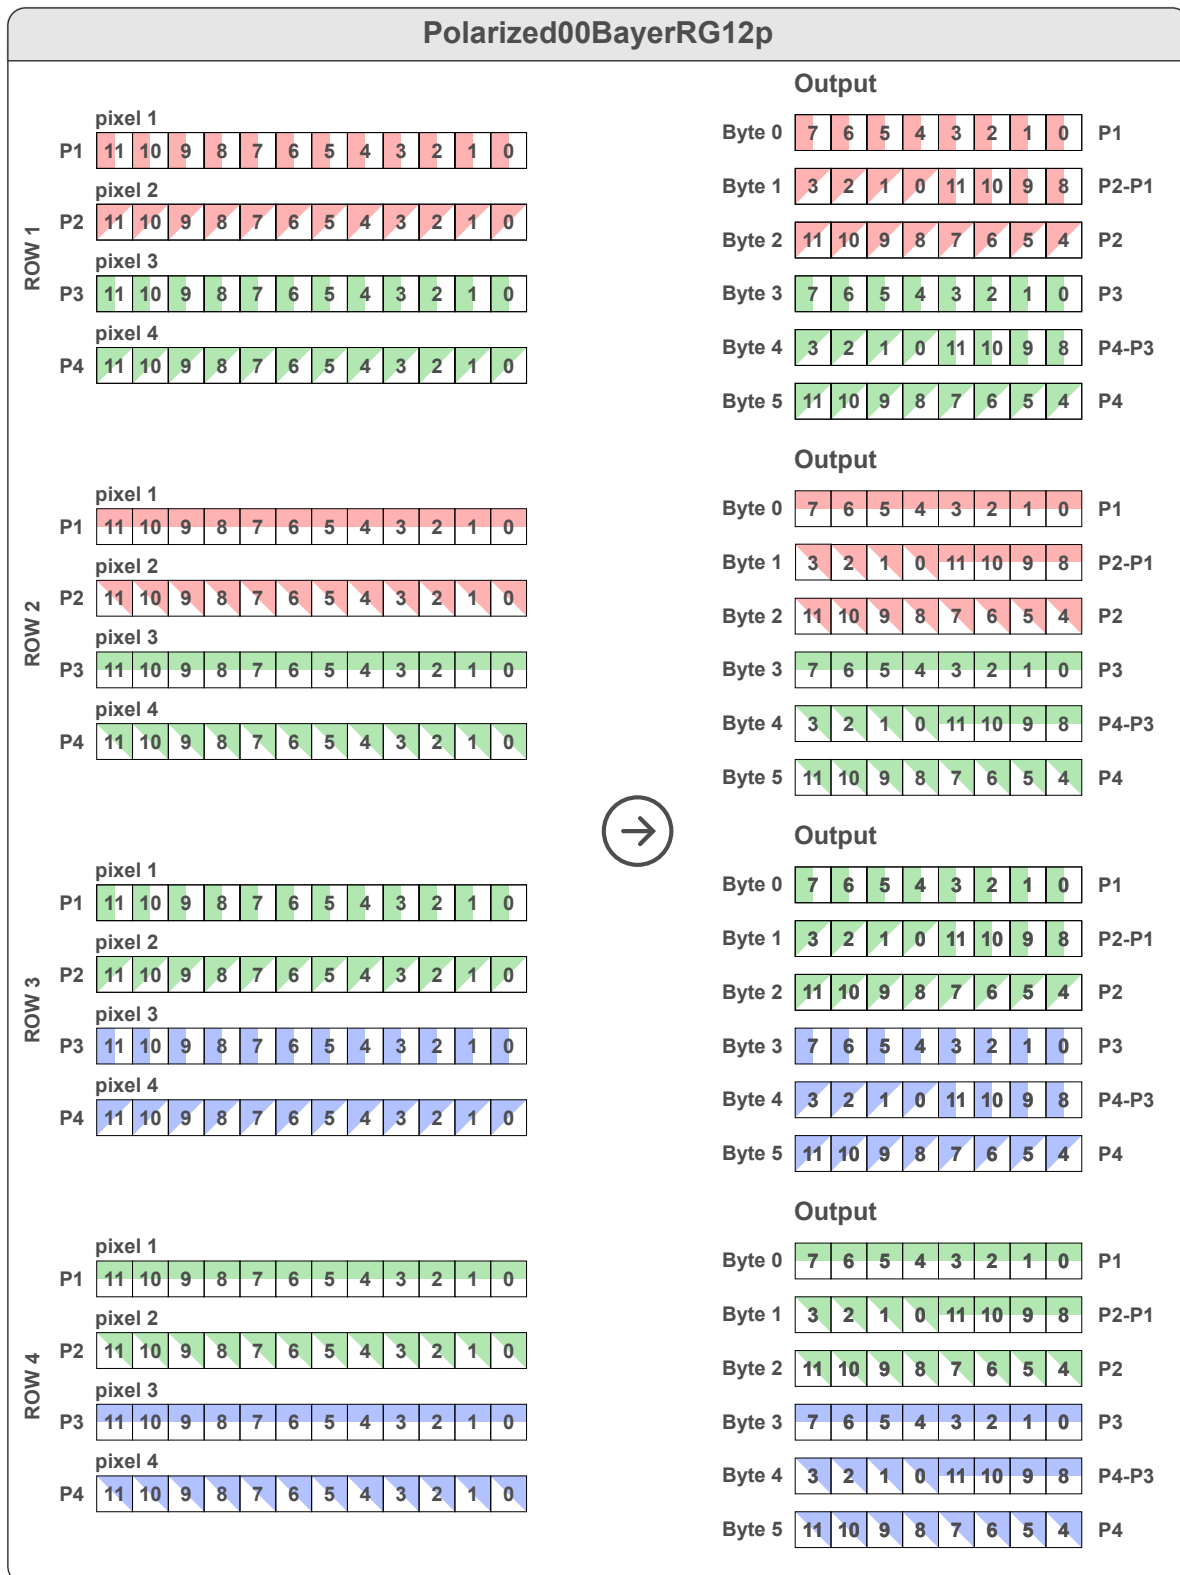 Polarized00BayerRG12p
ROW 1
pixel 1
P1 11 10 9 8 7 6 5 4 3 2 1 0
pixel 2
P2 11 10 9 8 7 6 5 4 3 2 1 0
pixel 3
P3 11 10 9 8 7 6 5 4 3 2 1 0
pixel 4
P4 11 10 9 8 7 6 5 4 3 2 1 0
Output
Byte 0 7 6 5 4 3 2 1 0 P1
Byte 1 3 2 1 0 11 10 9 8 P2-P1
Byte 2 11 10 9 8 7 6 5 4 P2
Byte 3 7 6 5 4 3 2 1 0 P3
Byte 4 3 2 1 0 11 10 9 8 P4-P3
Byte 5 11 10 9 8 7 6 5 4 P4
ROW 2
pixel 1
P1 11 10 9 8 7 6 5 4 3 2 1 0
pixel 2
P2 11 10 9 8 7 6 5 4 3 2 1 0
pixel 3
P3 11 10 9 8 7 6 5 4 3 2 1 0
pixel 4
P4 11 10 9 8 7 6 5 4 3 2 1 0
Output
Byte 0 7 6 5 4 3 2 1 0 P1
Byte 1 3 2 1 0 11 10 9 8 P2-P1
Byte 2 11 10 9 8 7 6 5 4 P2
Byte 3 7 6 5 4 3 2 1 0 P3
Byte 4 3 2 1 0 11 10 9 8 P4-P3
Byte 5 11 10 9 8 7 6 5 4 P4
ROW 3
pixel 1
P1 11 10 9 8 7 6 5 4 3 2 1 0
pixel 2
P2 11 10 9 8 7 6 5 4 3 2 1 0
pixel 3
P3 11 10 9 8 7 6 5 4 3 2 1 0
pixel 4
P4 11 10 9 8 7 6 5 4 3 2 1 0
Output
Byte 0 7 6 5 4 3 2 1 0 P1
Byte 1 3 2 1 0 11 10 9 8 P2-P1
Byte 2 11 10 9 8 7 6 5 4 P2
Byte 3 7 6 5 4 3 2 1 0 P3
Byte 4 3 2 1 0 11 10 9 8 P4-P3
Byte 5 11 10 9 8 7 6 5 4 P4
ROW 4
pixel 1
P1 11 10 9 8 7 6 5 4 3 2 1 0
pixel 2
P2 11 10 9 8 7 6 5 4 3 2 1 0
pixel 3
P3 11 10 9 8 7 6 5 4 3 2 1 0
pixel 4
P4 11 10 9 8 7 6 5 4 3 2 1 0
Output
Byte 0 7 6 5 4 3 2 1 0 P1
Byte 1 3 2 1 0 11 10 9 8 P2-P1
Byte 2 11 10 9 8 7 6 5 4 P2
Byte 3 7 6 5 4 3 2 1 0 P3
Byte 4 3 2 1 0 11 10 9 8 P4-P3
Byte 5 11 10 9 8 7 6 5 4 P4